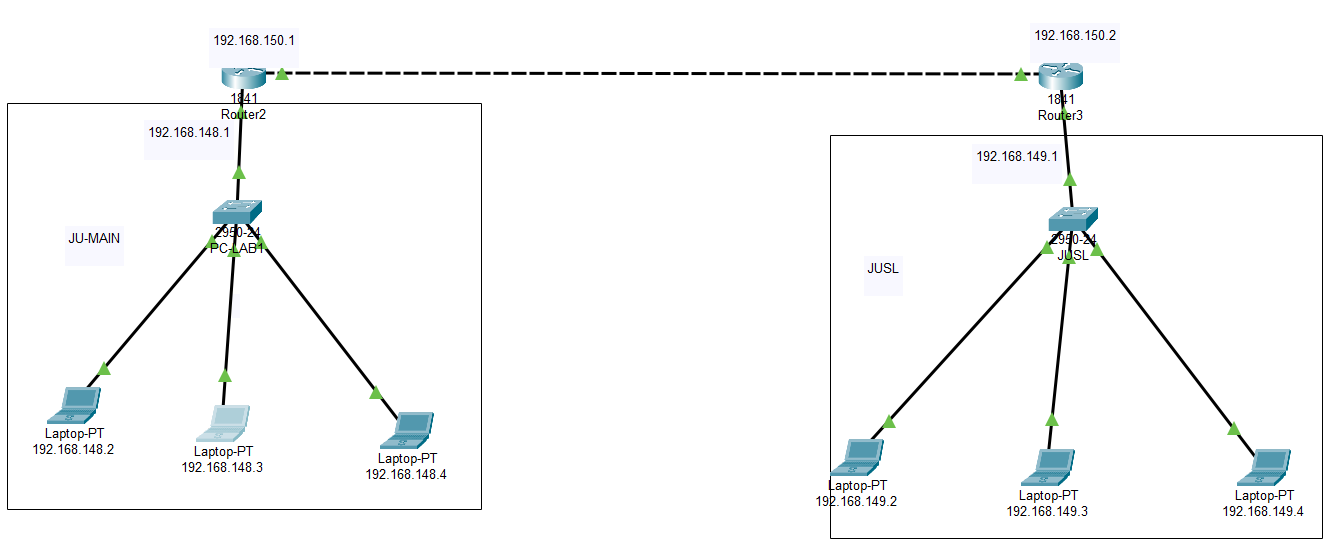 192.168.150.1
192.168.150.2
1841
Router2
1841
Router3
192.168.148.1
192.168.149.1
2950-24
PC-LAB1
2950-24
JUSL
JU-MAIN
JUSL
Laptop-PT
192.168.148.2
Laptop-PT
192.168.148.3
Laptop-PT
192.168.148.4
Laptop-PT
192.168.149.2
Laptop-PT
192.168.149.3
Laptop-PT
192.168.149.4